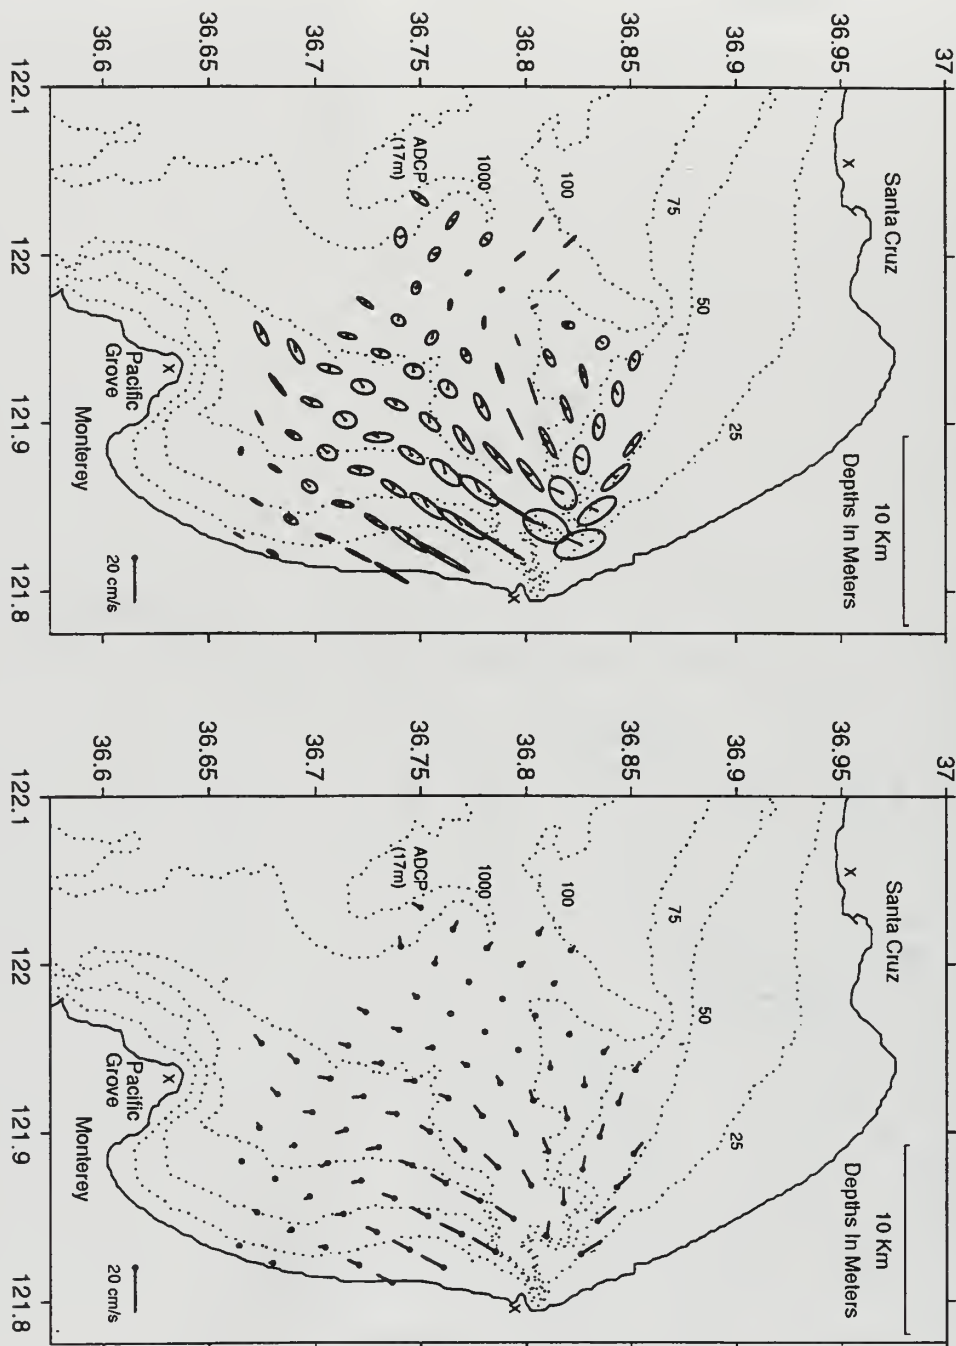 37
36.95
36.9
36.85
36.8
36.75
36.7
36.65
36.6
122.1
122
121.9
121.8
Santa Cruz
x
10 Km
Depths In Meters
75
50
25
100
1000
ADCP
(17m)
x
Pacific
Grove
Monterey
x
20 cm/s
37
36.95
36.9
36.85
36.8
36.75
36.7
36.65
36.6
122.1
122
121.9
121.8
Santa Cruz
x
10 Km
Depths In Meters
75
50
25
100
1000
ADCP
(17m)
x
Pacific
Grove
Monterey
x
20 cm/s